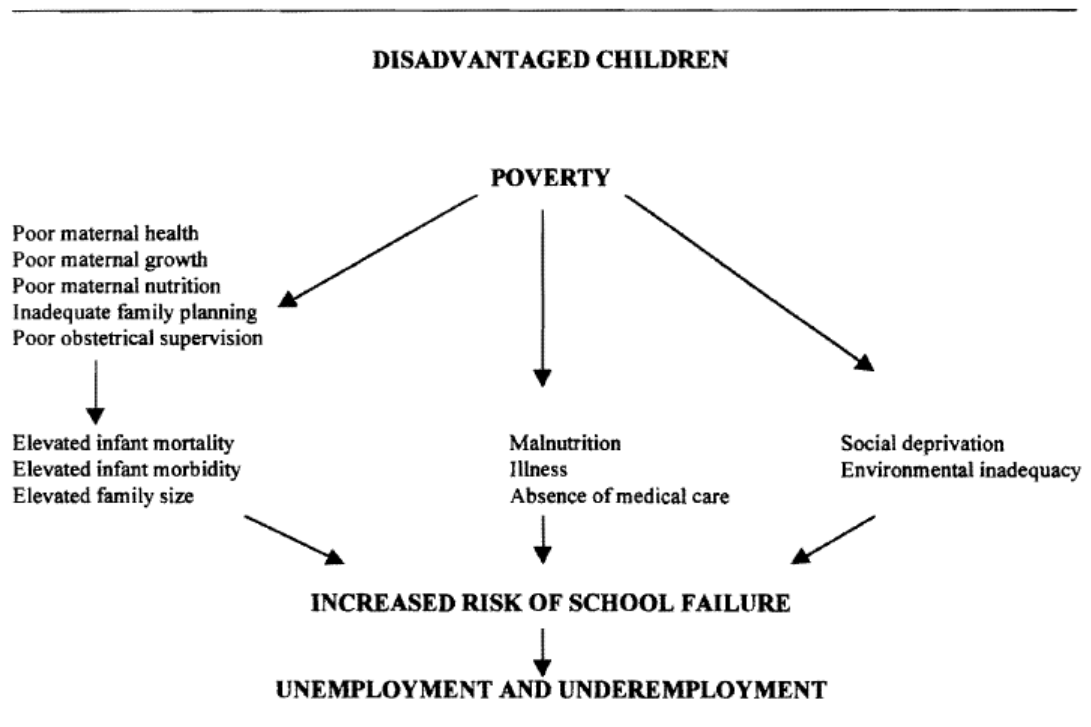 DISADVANTAGED CHILDREN
POVERTY
Poor maternal health
Poor maternal growth
Poor maternal nutrition
Inadequate family planning
Poor obstetrical supervision
Elevated infant mortality
Elevated infant morbidity
Elevated family size
Malnutrition
Illness
Absence of medical care
Social deprivation
Environmental inadequacy
INCREASED RISK OF SCHOOL FAILURE
UNEMPLOYMENT AND UNDEREMPLOYMENT